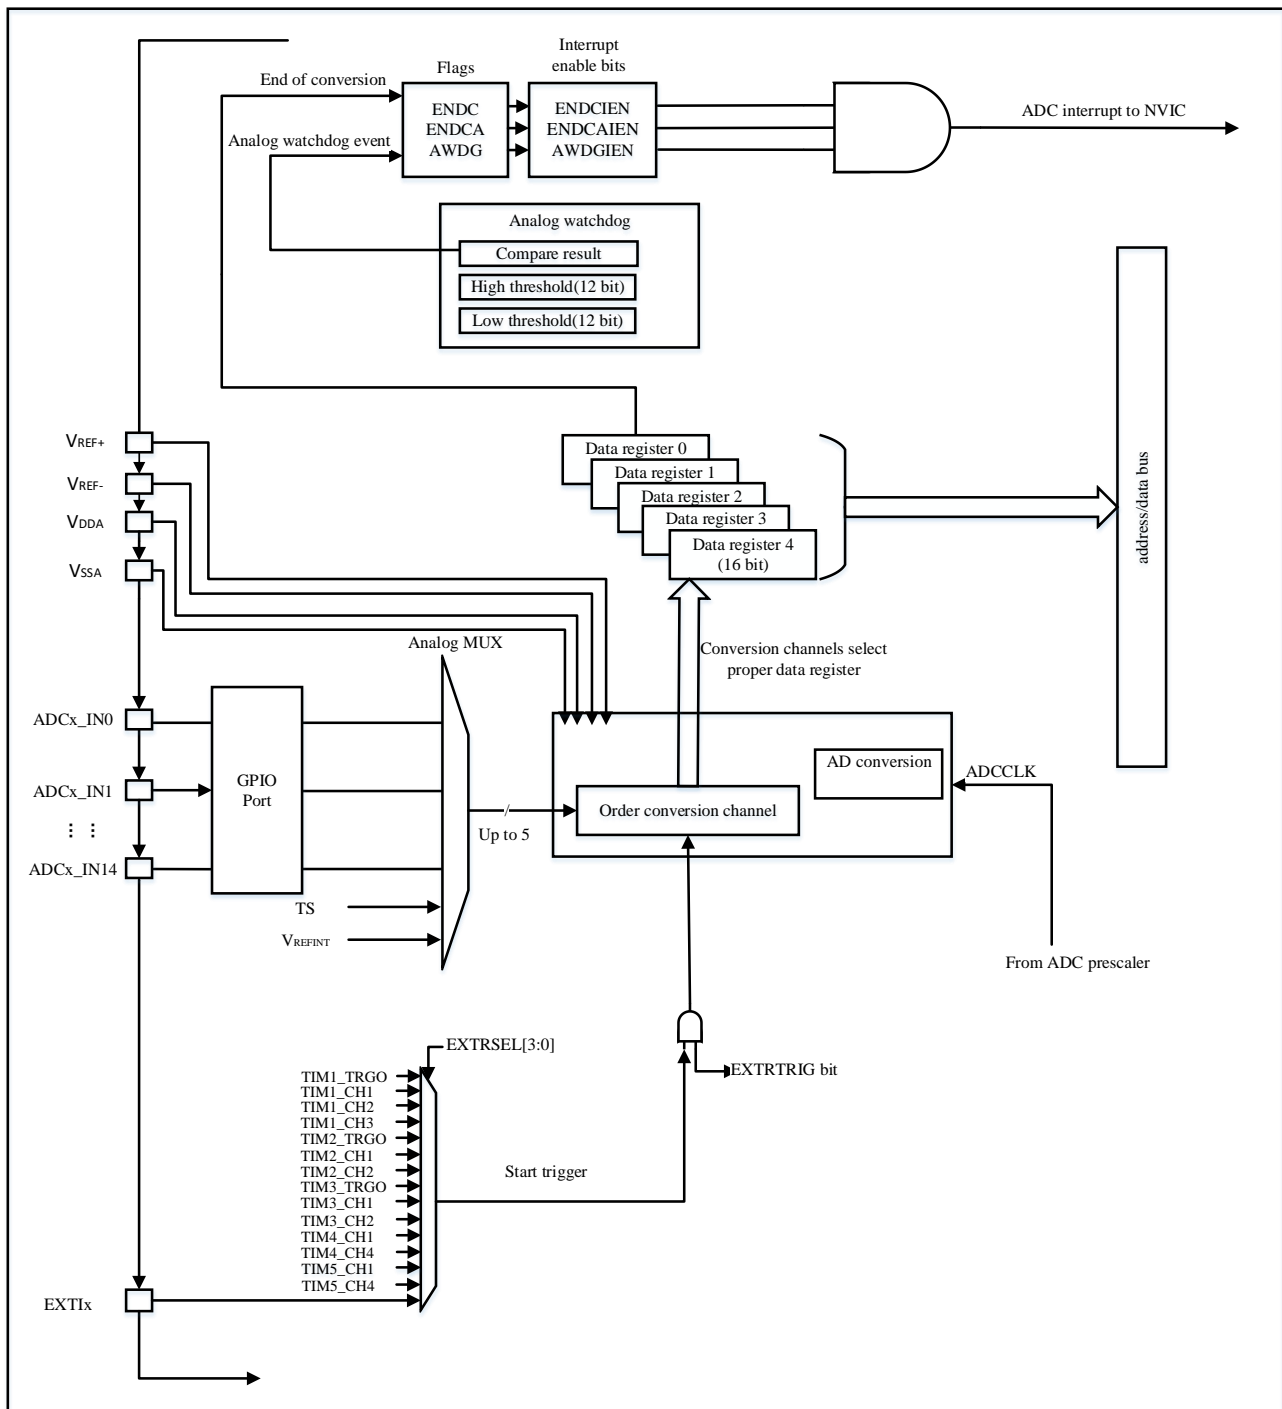 Interrupt
enable bits
Flags
End of conversion
ENDC
ENDCA
AWDG
ENDCIEN
ENDCAIEN
AWDGIEN
ADC interrupt to NVIC
Analog watchdog event
Analog watchdog
Compare result
High threshold(12 bit)
Low threshold(12 bit)
address/data bus
VREF+
VREF-
VDDA
VSSA
Data register 0
Data register 1
Data register 2
Data register 3
Data register 4
(16 bit)
Analog MUX
Conversion channels select
proper data register
ADCx_IN0
ADCx_IN1
⋮ ⋮
ADCx_IN14
GPIO
Port
AD conversion
ADCCLK
Order conversion channel
Up to 5
TS
VREFINT
From ADC prescaler
EXTRSEL[3:0]
EXTRTRIG bit
TIM1_TRGO
TIM1_CH1
TIM1_CH2
TIM1_CH3
TIM2_TRGO
TIM2_CH1
TIM2_CH2
TIM3_TRGO
TIM3_CH1
TIM3_CH2
TIM4_CH1
TIM4_CH4
TIM5_CH1
TIM5_CH4
Start trigger
EXTIx